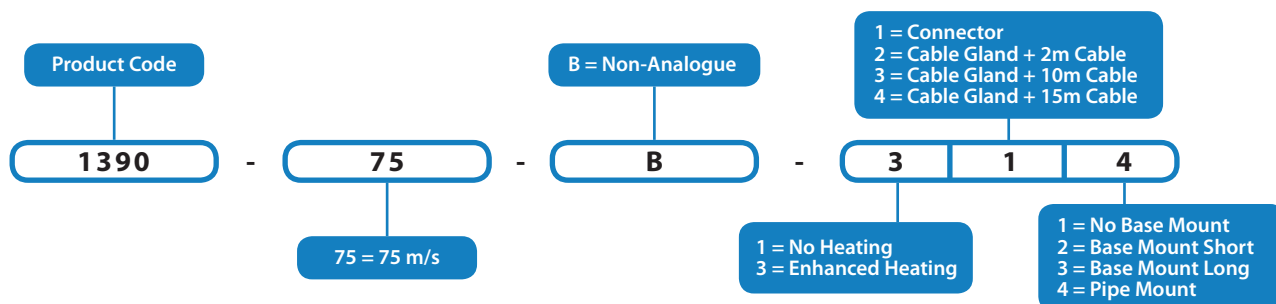 Product Code
B = Non-Analogue
1 = Connector
2 = Cable Gland + 2m Cable
3 = Cable Gland + 10m Cable
4 = Cable Gland + 15m Cable
1390 - 75 - B - 3 1 4
75 = 75 m/s
1 = No Heating
3 = Enhanced Heating
1 = No Base Mount
2 = Base Mount Short
3 = Base Mount Long
4 = Pipe Mount